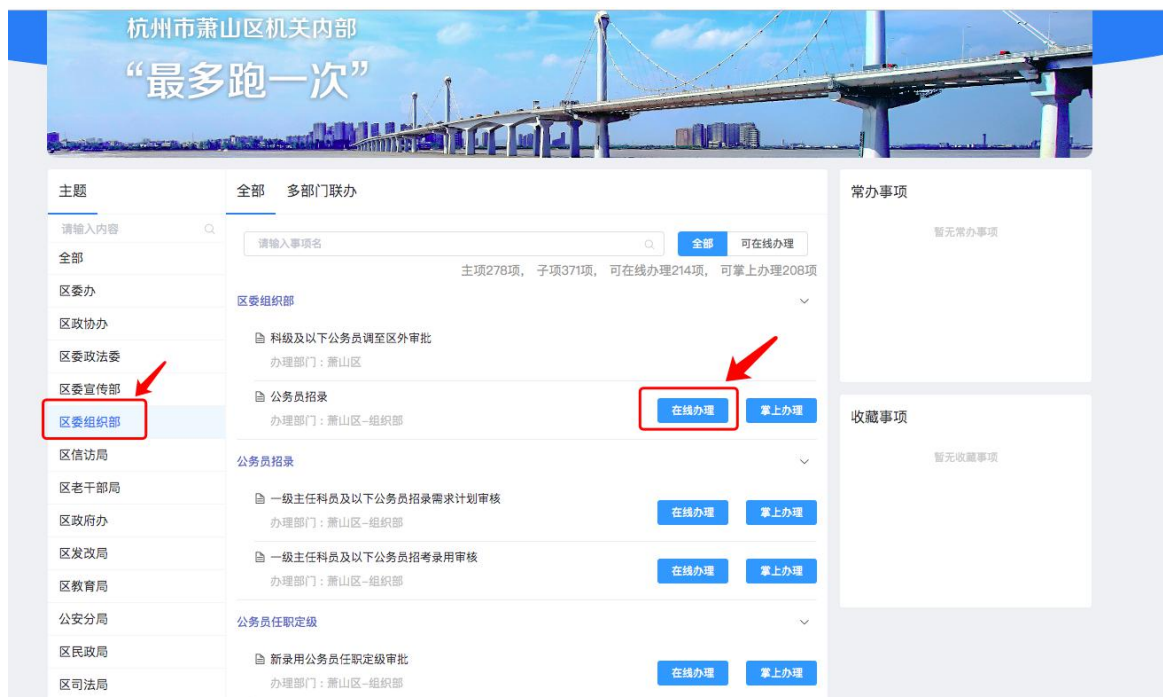 杭州市萧山区机关内部
“最多跑一次”
主题
请输入内容
全部
区委办
区政协办
区委政法委
区委宣传部
区委组织部
区信访局
区老干部局
区政府办
区发改局
区教育局
公安分局
区民政局
区司法局
全部 多部门联办
请输入事项名 全部 可在线办理
主项278项, 子项371项, 可在线办理214项, 可掌上办理208项
区委组织部
科级及以下公务员调至区外审批
办理部门：萧山区
公务员招录
办理部门：萧山区-组织部
在线办理 掌上办理
公务员招录
一级主任科员及以下公务员招录需求计划审核
办理部门：萧山区-组织部
在线办理 掌上办理
一级主任科员及以下公务员招考录用审核
办理部门：萧山区-组织部
在线办理 掌上办理
公务员任职定级
新录用公务员任职定级审批
办理部门：萧山区-组织部
在线办理 掌上办理
常办事项
暂无常办事项
收藏事项
暂无收藏事项